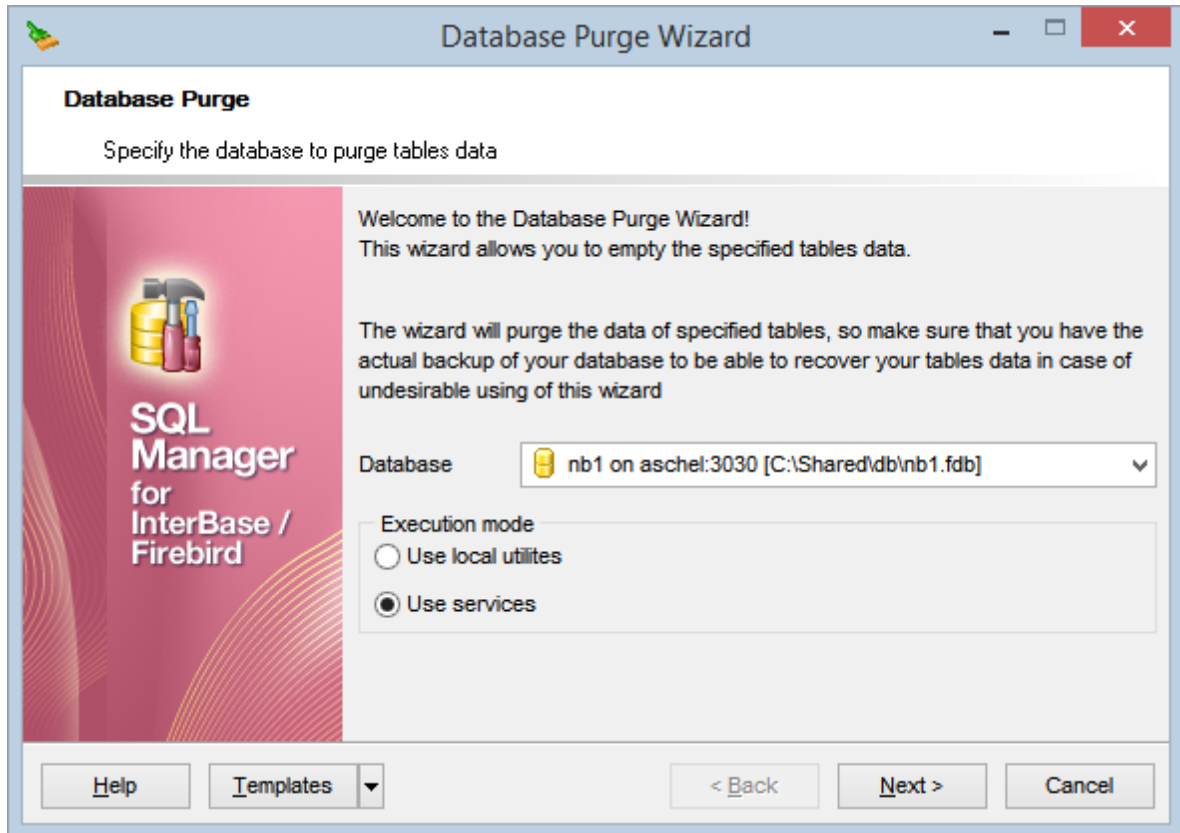 Database Purge Wizard
Database Purge
Specify the database to purge tables data
Welcome to the Database Purge Wizard!
This wizard allows you to empty the specified tables data.
The wizard will purge the data of specified tables, so make sure that you have the
actual backup of your database to be able to recover your tables data in case of
undesirable using of this wizard
SQL
Manager
for
InterBase /
Firebird
Database
nb1 on aschel:3030 [C:\Shared\db\nb1.fdb]
Execution mode
Use local utilites
Use services
Help
Templates
< Back
Next >
Cancel